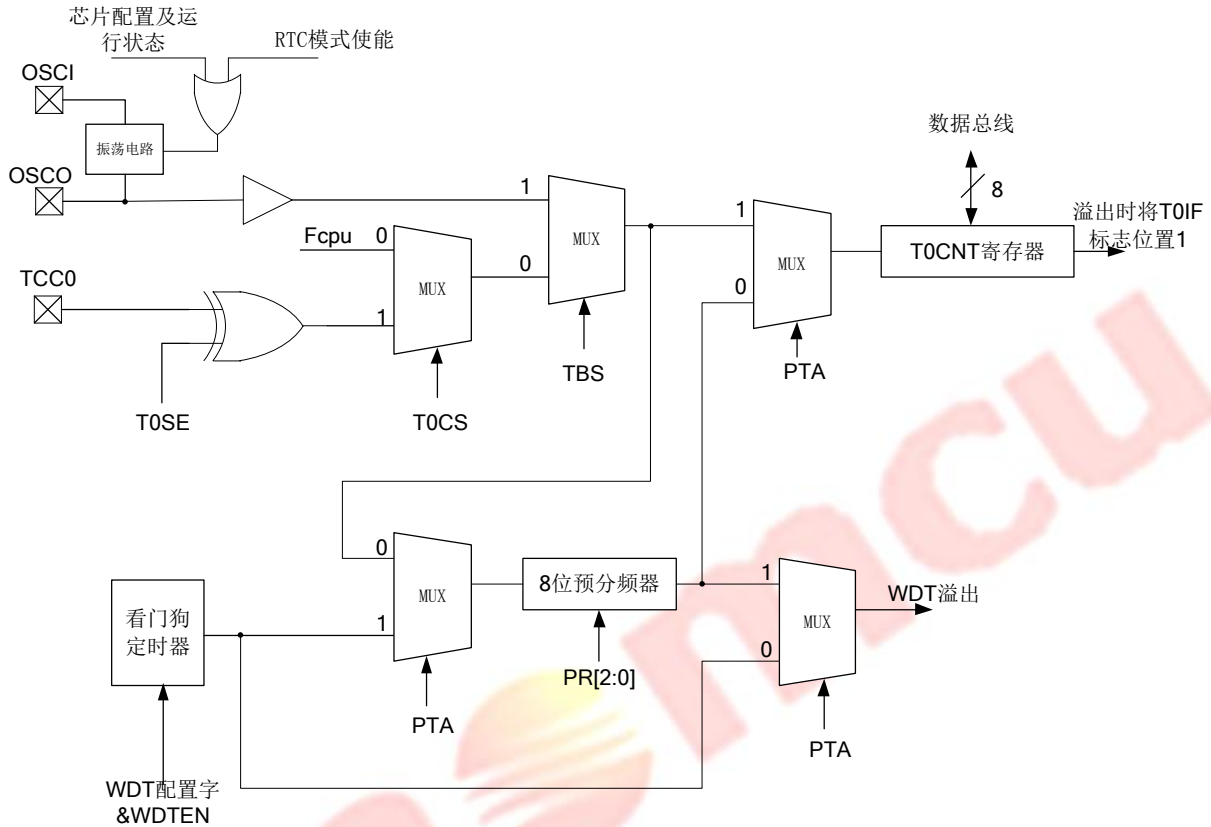 芯片配置及运
行状态
RTC模式使能
OSCI
振荡电路
OSCO
数据总线
8
1
MUX
Fcpu
0
0
MUX
1
MUX
1
0
T0CNT寄存器
溢出时将T0IF
标志位置1
TCC0
T0SE
T0CS
TBS
PTA
0
MUX
1
8位预分频器
1
MUX
0
WDT溢出
看门狗
定时器
PR[2:0]
PTA
PTA
WDT配置字
&WDTEN
mcu